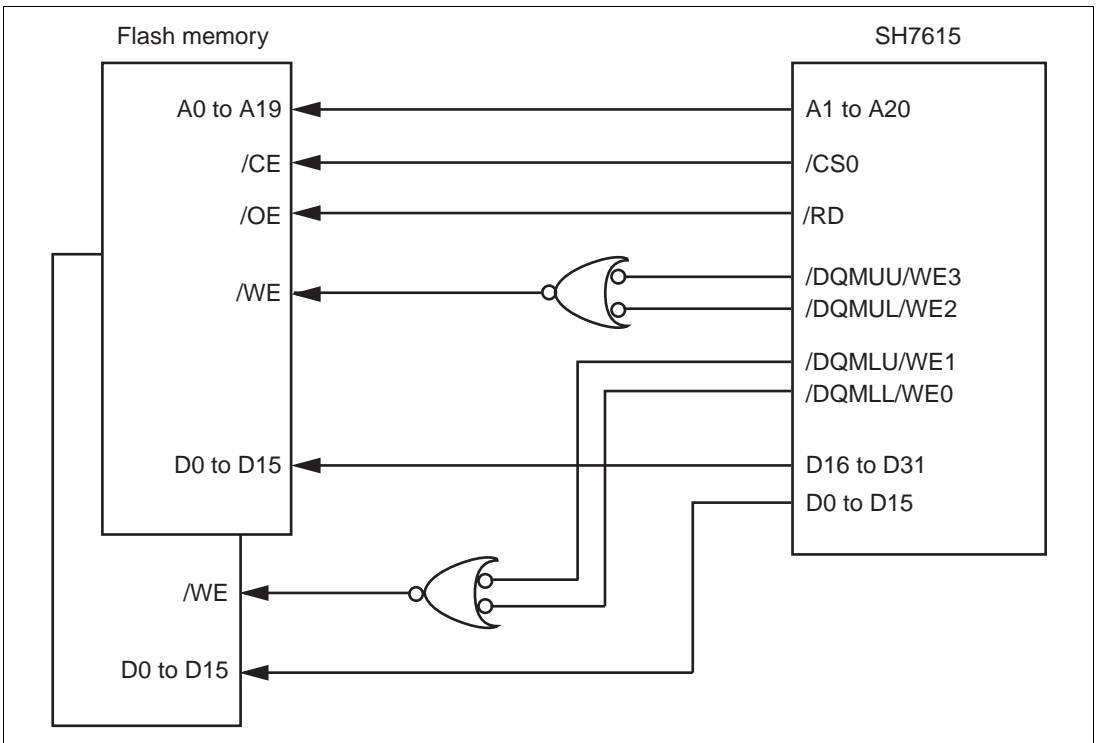 Flash memory
SH7615
A0 to A19
A1 to A20
/CE
/CS0
/OE
/RD
/WE
/DQMUU/WE3
/DQMUL/WE2
/DQMLU/WE1
/DQMLL/WE0
D0 to D15
D16 to D31
D0 to D15
/WE
D0 to D15